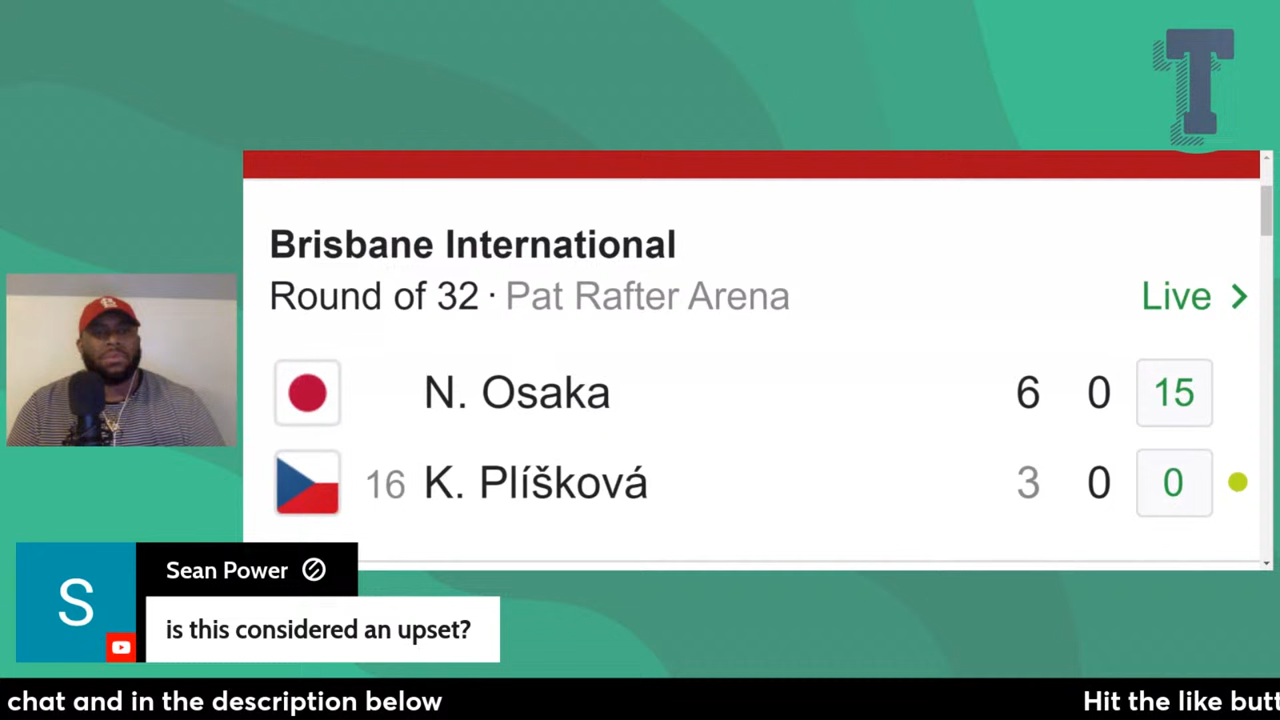 T
Brisbane International
Round of 32 · Pat Rafter Arena
Live >
N. Osaka 6 0 15
16 K. Plíšková 3 0 0
S
Sean Power
is this considered an upset?
chat and in the description below
Hit the like butt